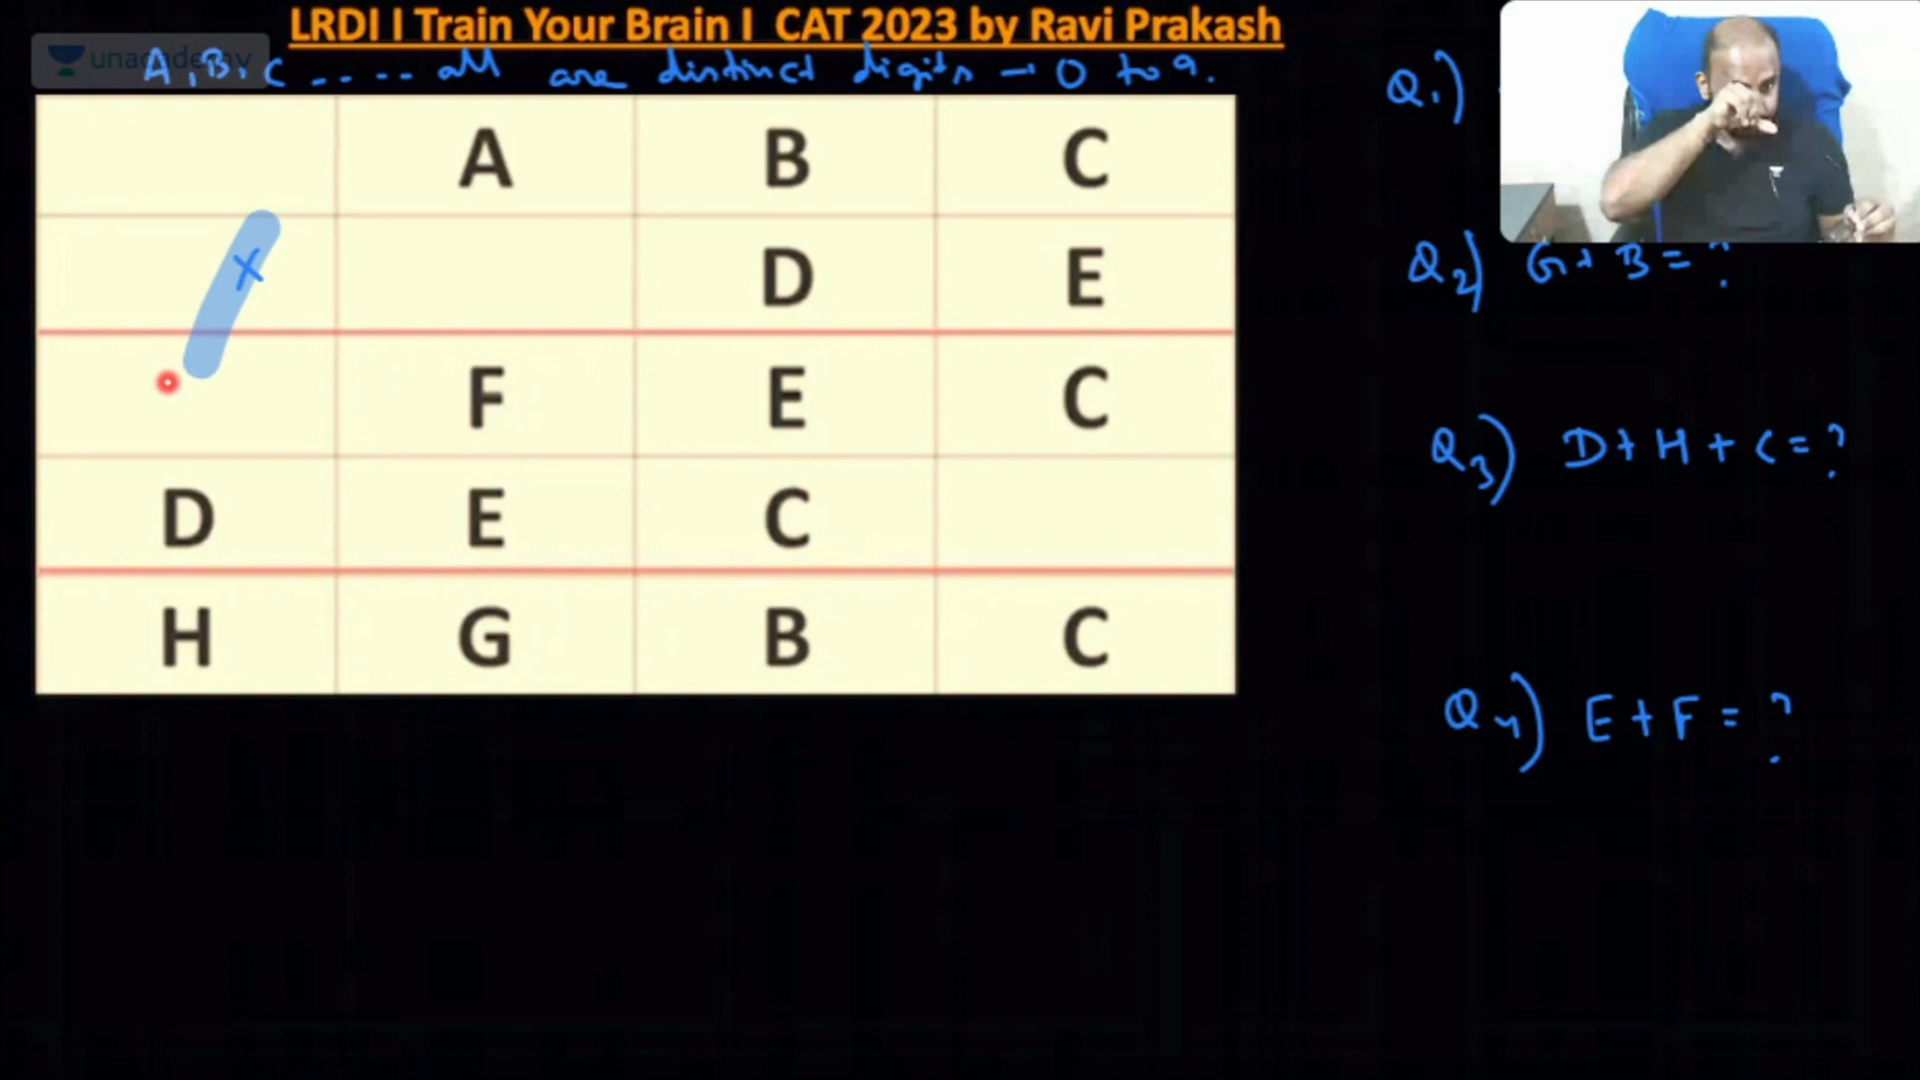 LRDI I Train Your Brain I CAT 2023 by Ravi Prakash
unacademy
A, B, C ..... all are distinct digits → 0 to 9.
A B C
D E
F E C
D E C
H G B C
x
Q1)
Q2) G + B = ?
Q3) D + H + C = ?
Q4) E + F = ?